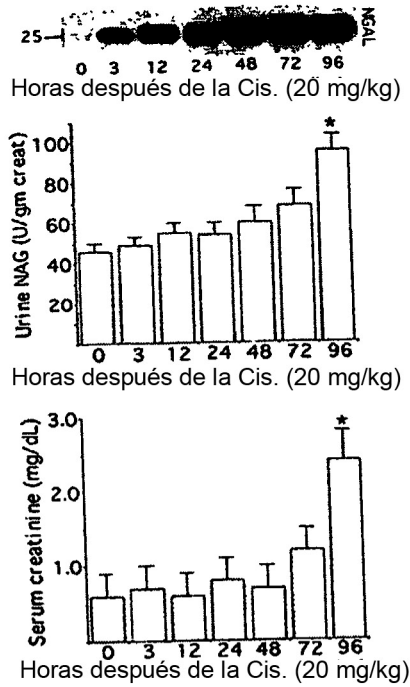 NGAL
25
0 3 12 24 48 72 96
Horas después de la Cis. (20 mg/kg)
Urine NAG (U/gm creat)
100
80
60
40
20
*
0 3 12 24 48 72 96
Horas después de la Cis. (20 mg/kg)
Serum creatinine (mg/dL)
3.0
2.0
1.0
*
0 3 12 24 48 72 96
Horas después de la Cis. (20 mg/kg)